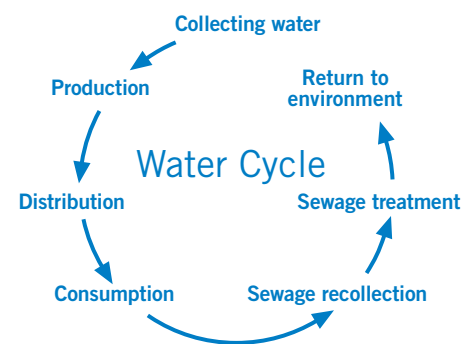 Collecting water
Production
Distribution
Consumption
Sewage recollection
Sewage treatment
Return to
environment
Water Cycle